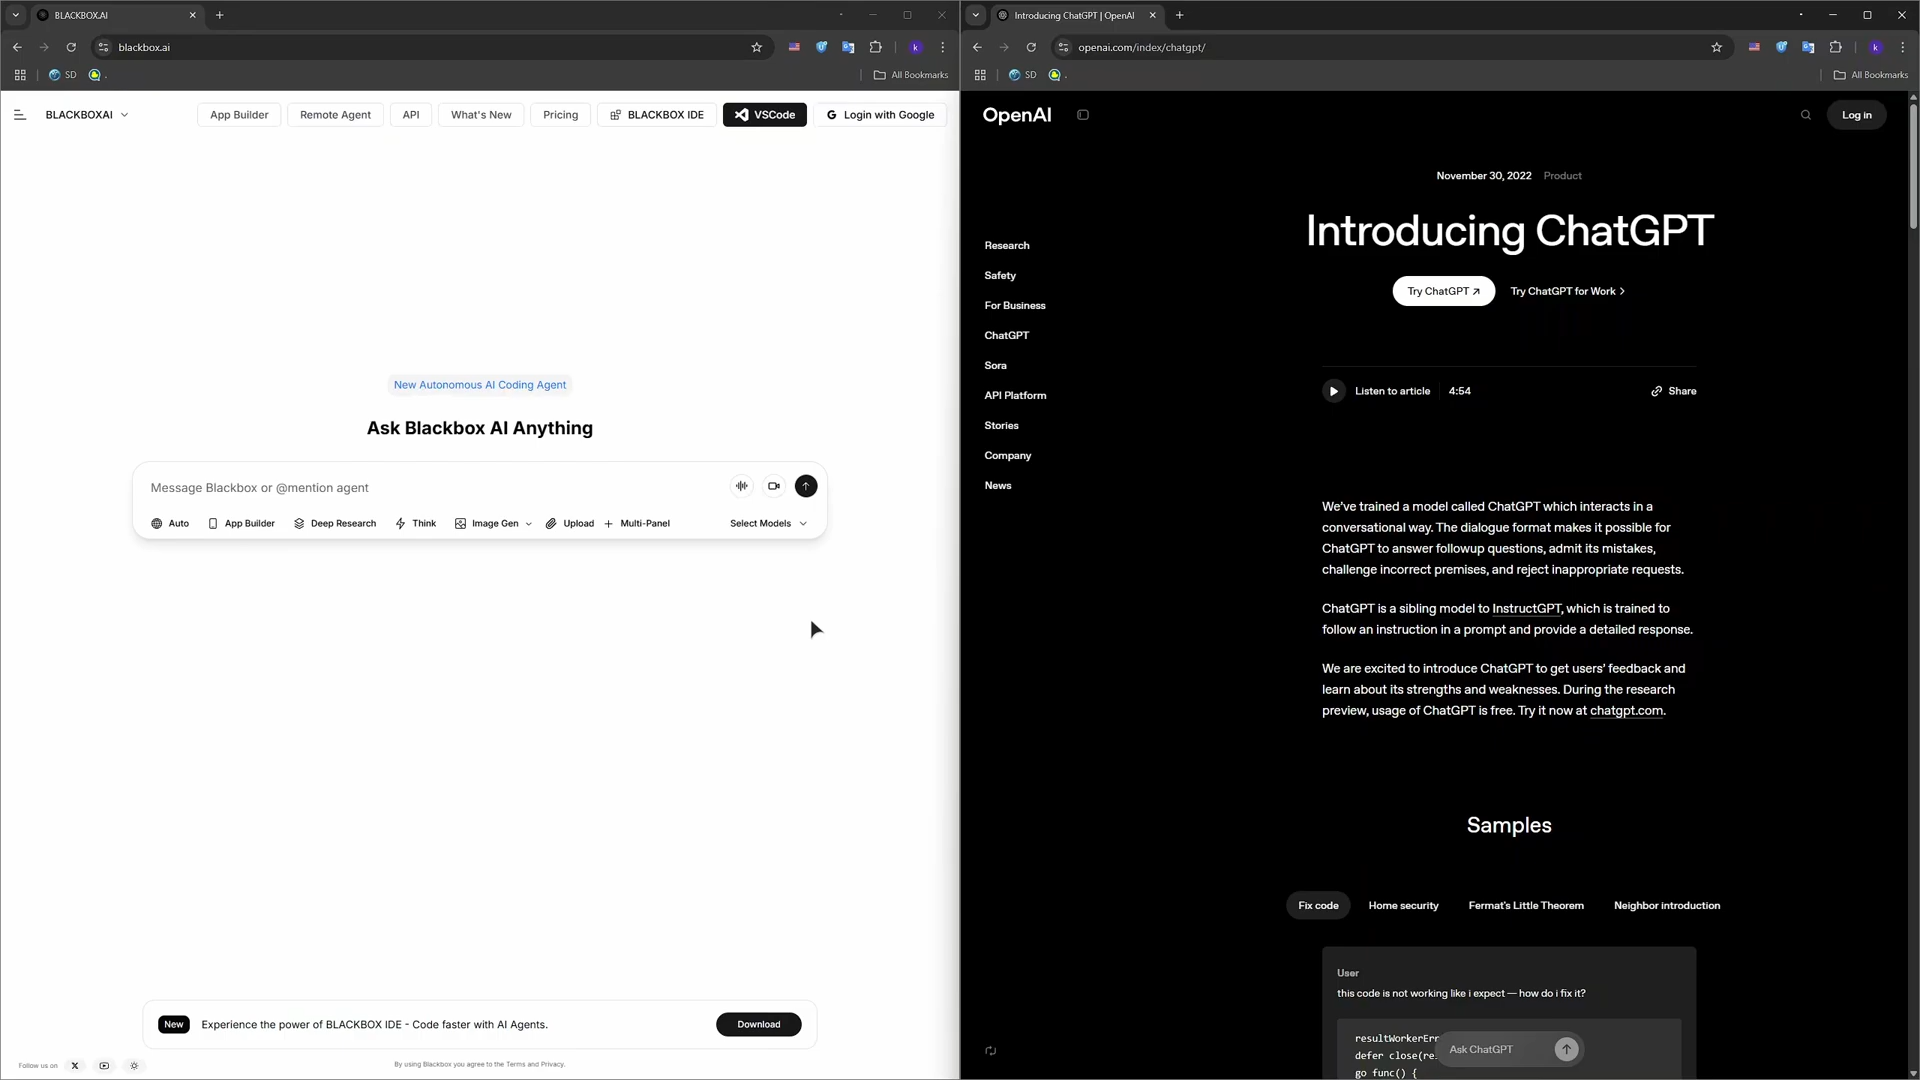 BLACKBOX.AI
blackbox.ai
SD
.
All Bookmarks
BLACKBOXAI
App Builder
Remote Agent
API
What's New
Pricing
BLACKBOX IDE
VSCode
G Login with Google
New Autonomous AI Coding Agent
Ask Blackbox AI Anything
Message Blackbox or @mention agent
Auto
App Builder
Deep Research
Think
Image Gen
Upload
Multi-Panel
Select Models
New
Experience the power of BLACKBOX IDE - Code faster with AI Agents.
Download
Follow us on
By using Blackbox you agree to the Terms and Privacy.
Introducing ChatGPT | OpenAI
openai.com/index/chatgpt/
k
k
SD
.
All Bookmarks
OpenAI
Log in
Research
Safety
For Business
ChatGPT
Sora
API Platform
Stories
Company
News
November 30, 2022 Product
Introducing ChatGPT
Try ChatGPT
Try ChatGPT for Work
Listen to article 4:54
Share
We've trained a model called ChatGPT which interacts in a
conversational way. The dialogue format makes it possible for
ChatGPT to answer followup questions, admit its mistakes,
challenge incorrect premises, and reject inappropriate requests.
ChatGPT is a sibling model to InstructGPT, which is trained to
follow an instruction in a prompt and provide a detailed response.
We are excited to introduce ChatGPT to get users' feedback and
learn about its strengths and weaknesses. During the research
preview, usage of ChatGPT is free. Try it now at chatgpt.com.
Samples
Fix code
Home security
Fermat's Little Theorem
Neighbor introduction
User
this code is not working like i expect — how do i fix it?
resultWorkerErr
defer close(re
go func() {
Ask ChatGPT